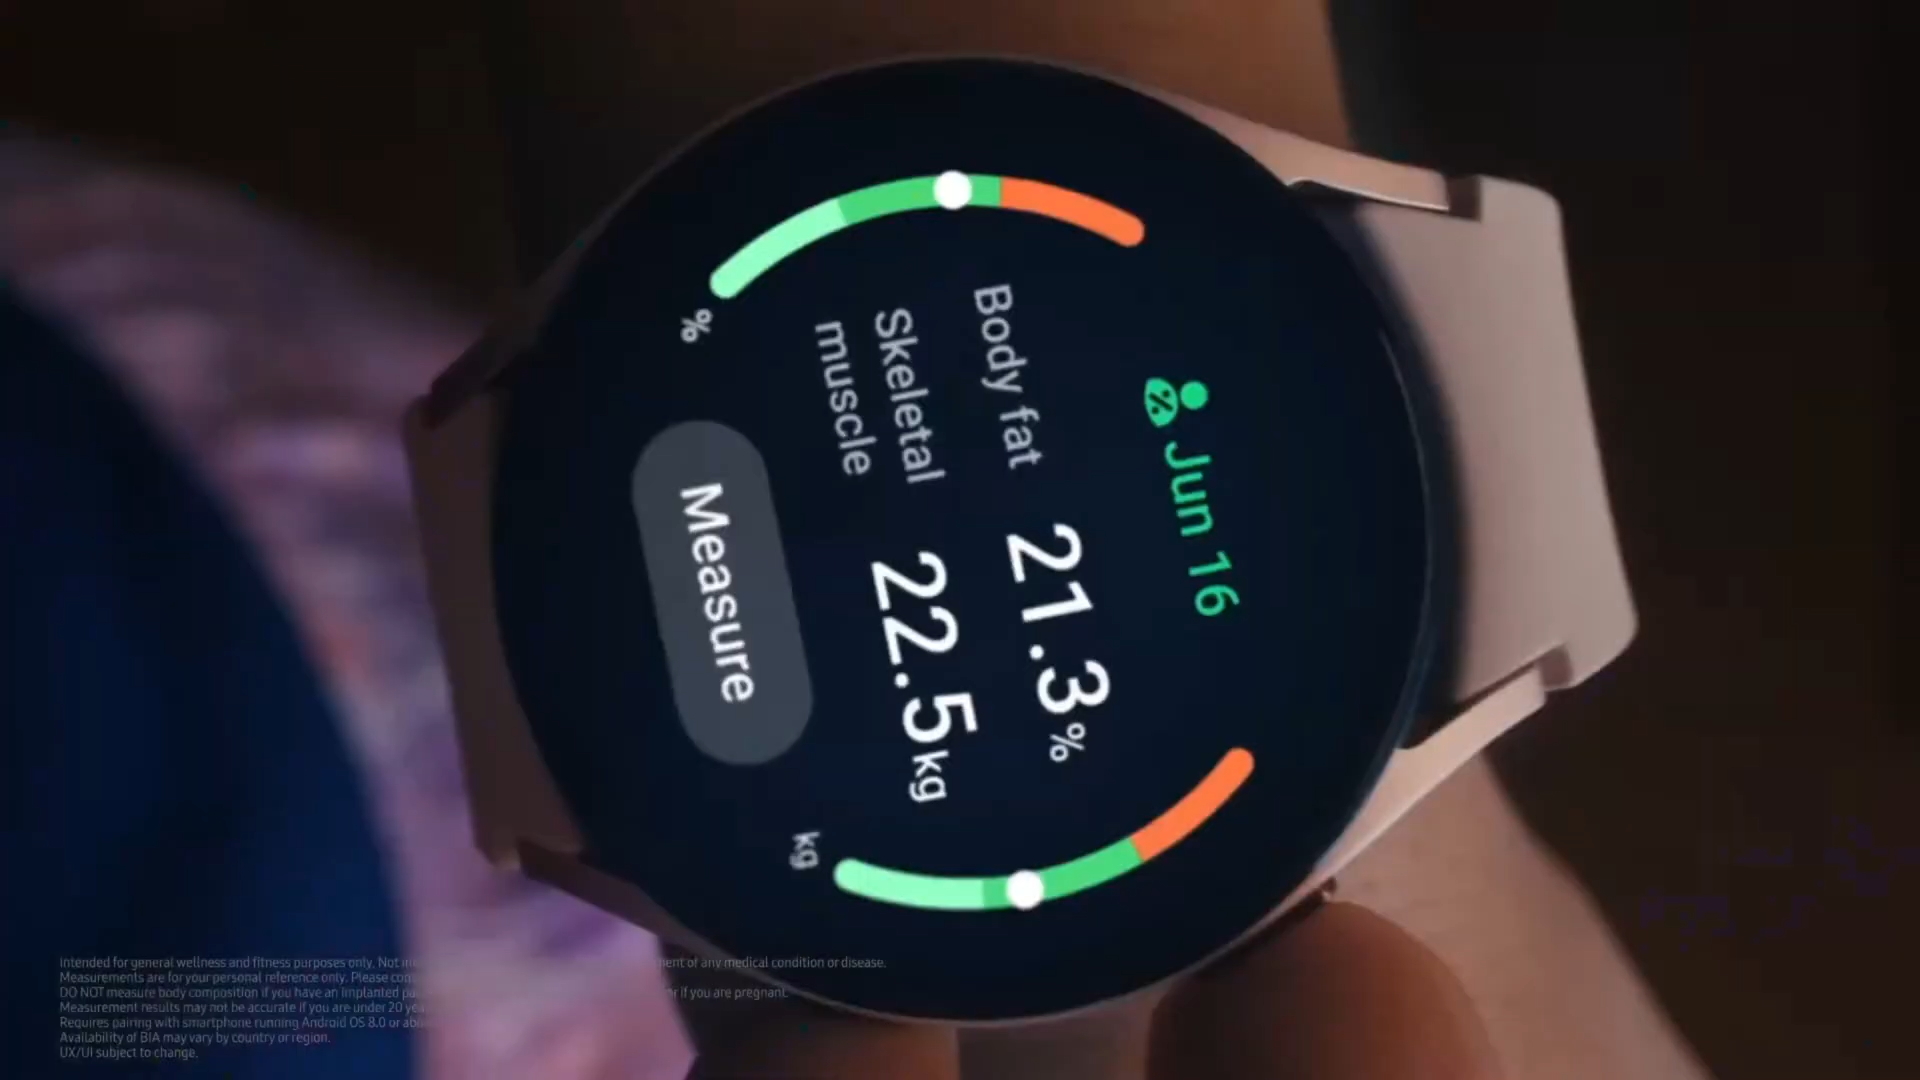 Jun 16
Body fat 21.3%
Skeletal
muscle
22.5kg
Measure
%
kg
Intended for general wellness and fitness purposes only. Not ment of any medical condition or disease.
Measurements are for your personal reference only. Please
DO NOT measure body composition if you have an implanted or if you are pregnant.
Measurement results may not be accurate if you are under 20
Requires pairing with smartphone running Android OS 8.0 or
Availability of BIA may vary by country or region.
UX/UI subject to change.